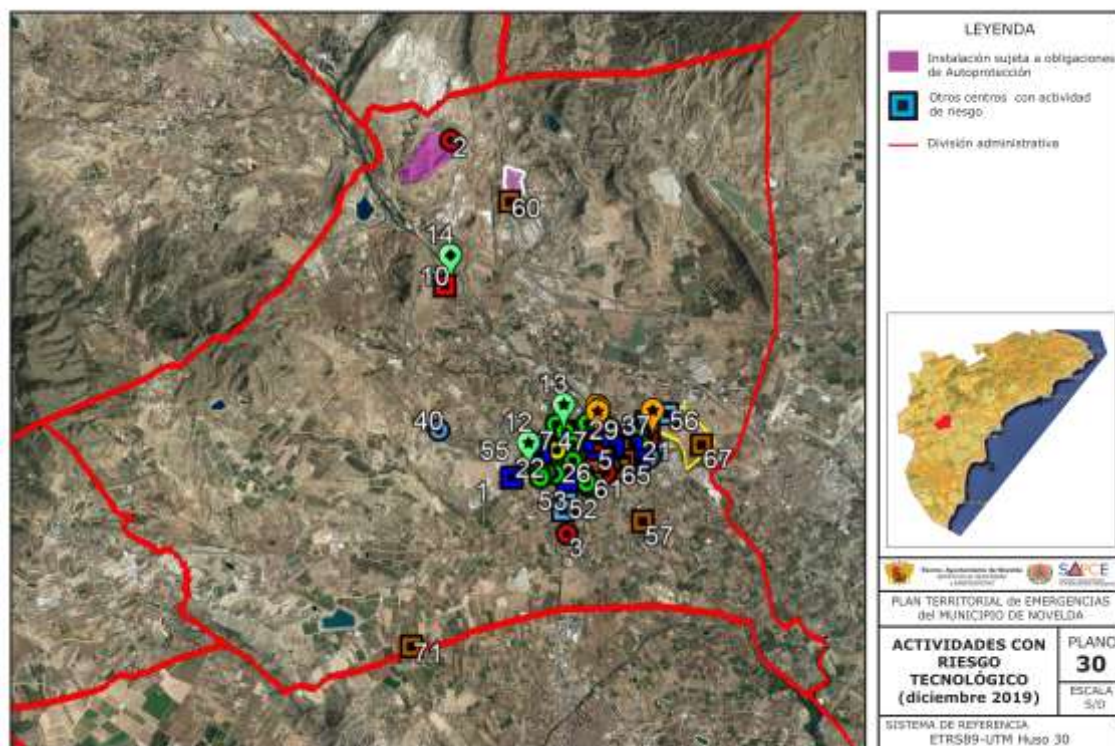 2
60
14
10
13
40
12
7
47
29
37
56
55
5
21
67
22
26
65
1
53
52
61
57
3
71
LEYENDA
Instalación sujeta a obligaciones
de Autoprotección
Otros centros con actividad
de riesgo
División administrativa
PLAN TERRITORIAL de EMERGENCIAS
del MUNICIPIO DE NOVELDA
ACTIVIDADES CON
RIESGO
TECNOLÓGICO
(diciembre 2019)
PLANO
30
ESCALA
S/D
SISTEMA DE REFERENCIA
ETRS89-UTM Huso 30